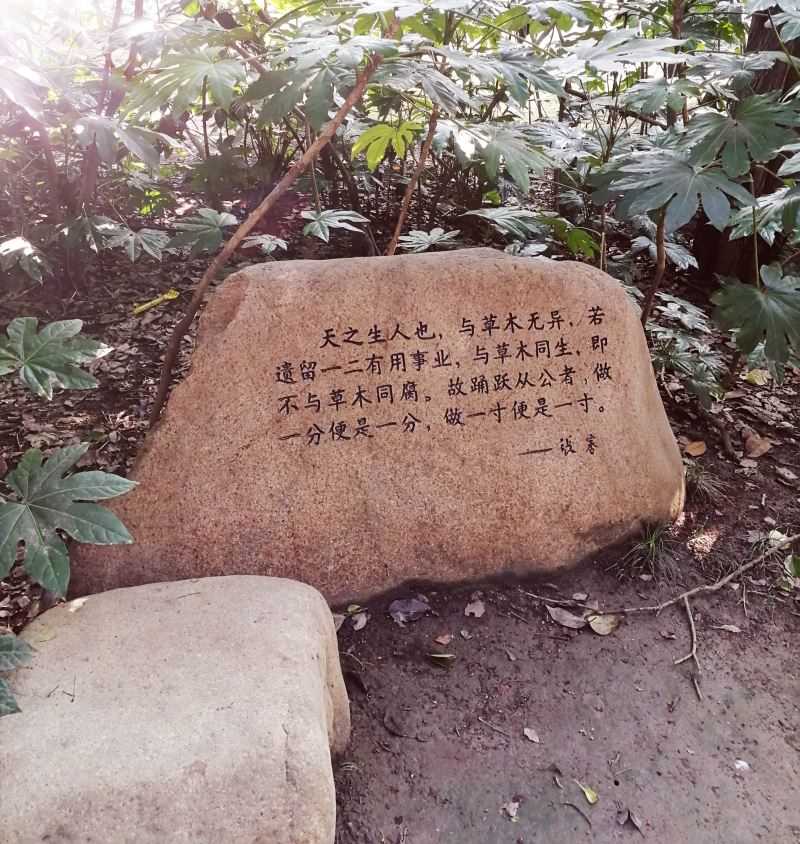 天之生人也，与草木无异，若
遗留一二有用事业，与草木同生，即
不与草木同腐。故踊跃从公者，做
一分便是一分，做一寸便是一寸。
——钱寋